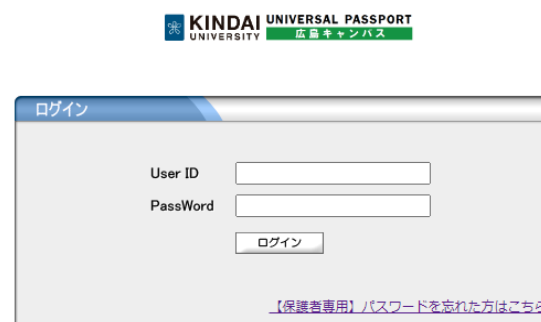 KINDAI UNIVERSITY UNIVERSAL PASSPORT
広島キャンパス
ログイン
User ID
PassWord
ログイン
【保護者専用】パスワードを忘れた方はこちら